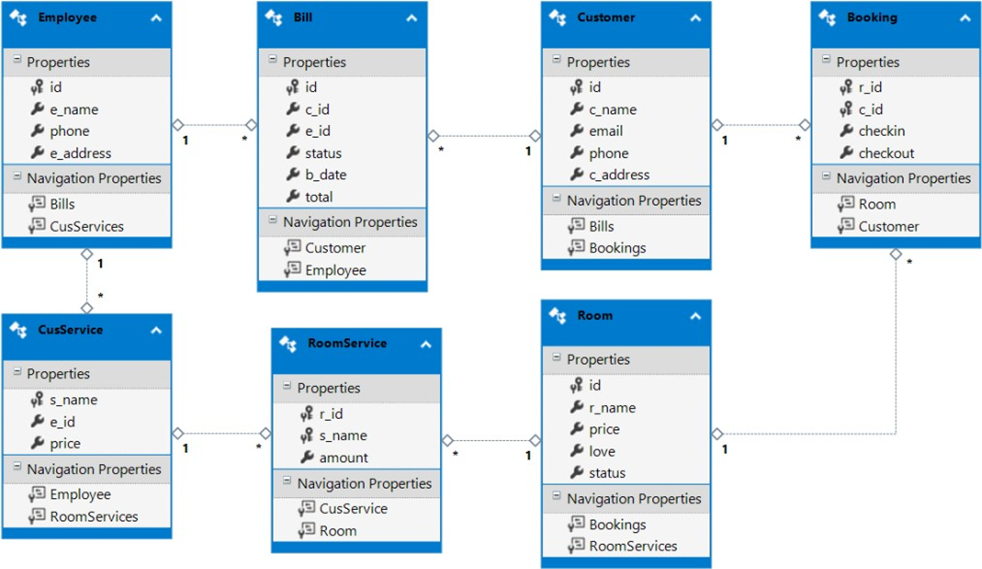 Employee
Properties
id
e_name
phone
e_address
Navigation Properties
Bills
CusServices
1
*
Bill
Properties
id
c_id
e_id
status
b_date
total
Navigation Properties
Customer
Employee
*
1
Customer
Properties
id
c_name
email
phone
c_address
Navigation Properties
Bills
Bookings
1
*
Booking
Properties
r_id
c_id
checkin
checkout
Navigation Properties
Room
Customer
1
*
*
1
CusService
Properties
s_name
e_id
price
Navigation Properties
Employee
RoomServices
1
*
RoomService
Properties
r_id
s_name
amount
Navigation Properties
CusService
Room
*
1
Room
Properties
id
r_name
price
love
status
Navigation Properties
Bookings
RoomServices